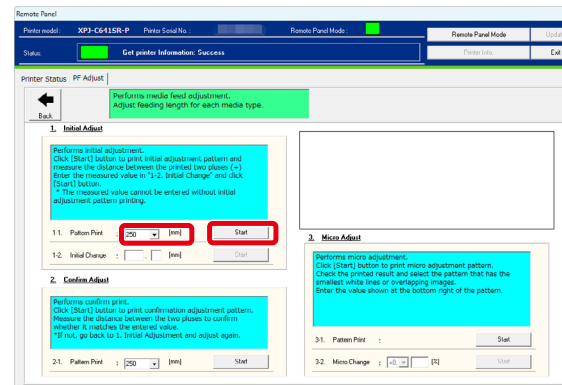 Remote Panel
Printer model : XPJ-C641SR-P Printer Serial No. : Remote Panel Mode : Remote Panel Mode Updat
Status: Get printer Information: Success Printer Info. Exit
Printer Status PF Adjust
Back
Performs media feed adjustment.
Adjust feeding length for each media type.
1. Initial Adjust
Performs initial adjustment.
Click [Start] button to print initial adjustment pattern and
measure the distance between the printed two pluses (+)
Enter the measured value in "1-2. Initial Change" and click
[Start] button.
* The measured value cannot be entered without initial
adjustment pattern printing.
1-1. Pattern Print : 250 [mm] Start
1-2. Initial Change : . [mm] Start
2. Confirm Adjust
Performs confirm print.
Click [Start] button to print confirmation adjustment pattern.
Measure the distance between the two pluses to confirm
whether it matches the entered value.
*If not, go back to 1. Initial Adjustment and adjust again.
2-1. Pattern Print : 250 [mm] Start
3. Micro Adjust
Performs micro adjustment.
Click [Start] button to print micro adjustment pattern.
Check the printed result and select the pattern that has the
smallest white lines or overlapping images.
Enter the value shown at the bottom right of the pattern.
3-1. Pattern Print : Start
3-2. Micro Change : +0. [%] Start